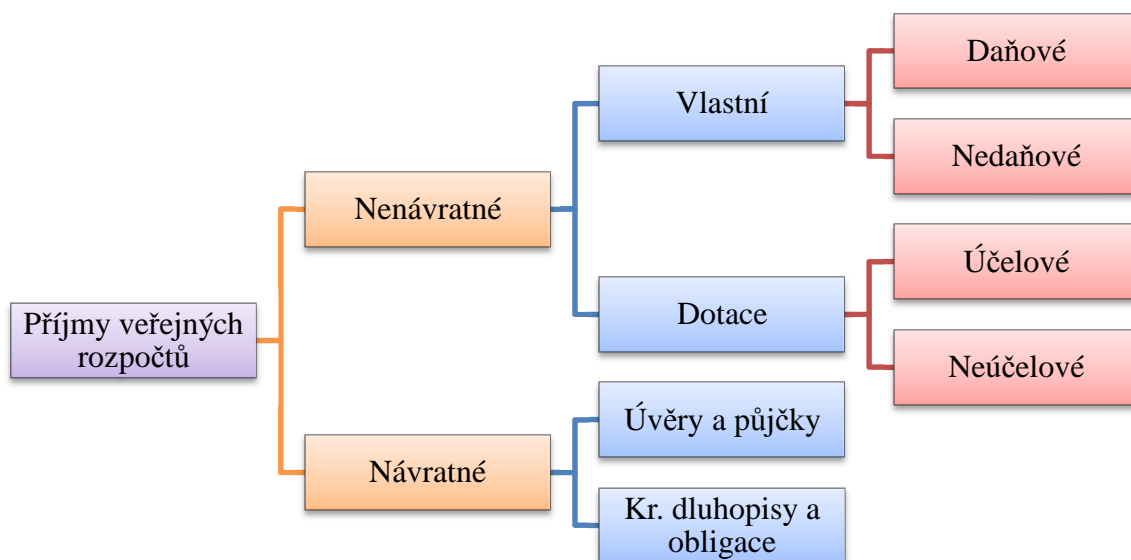 Příjmy veřejných
rozpočtů
Nenávratné
Vlastní
Daňové
Nedaňové
Dotace
Účelové
Neúčelové
Návratné
Úvěry a půjčky
Kr. dluhopisy a
obligace